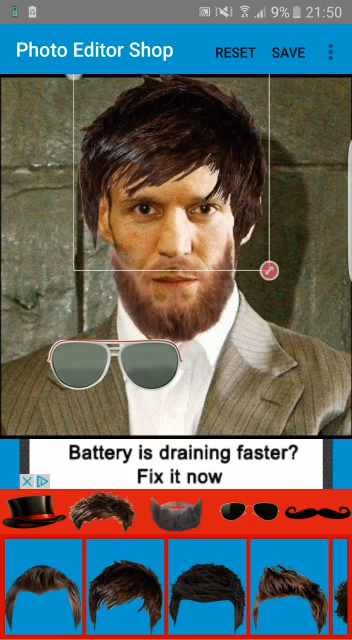 9% 21:50
Photo Editor Shop
RESET
SAVE
Battery is draining faster?
Fix it now